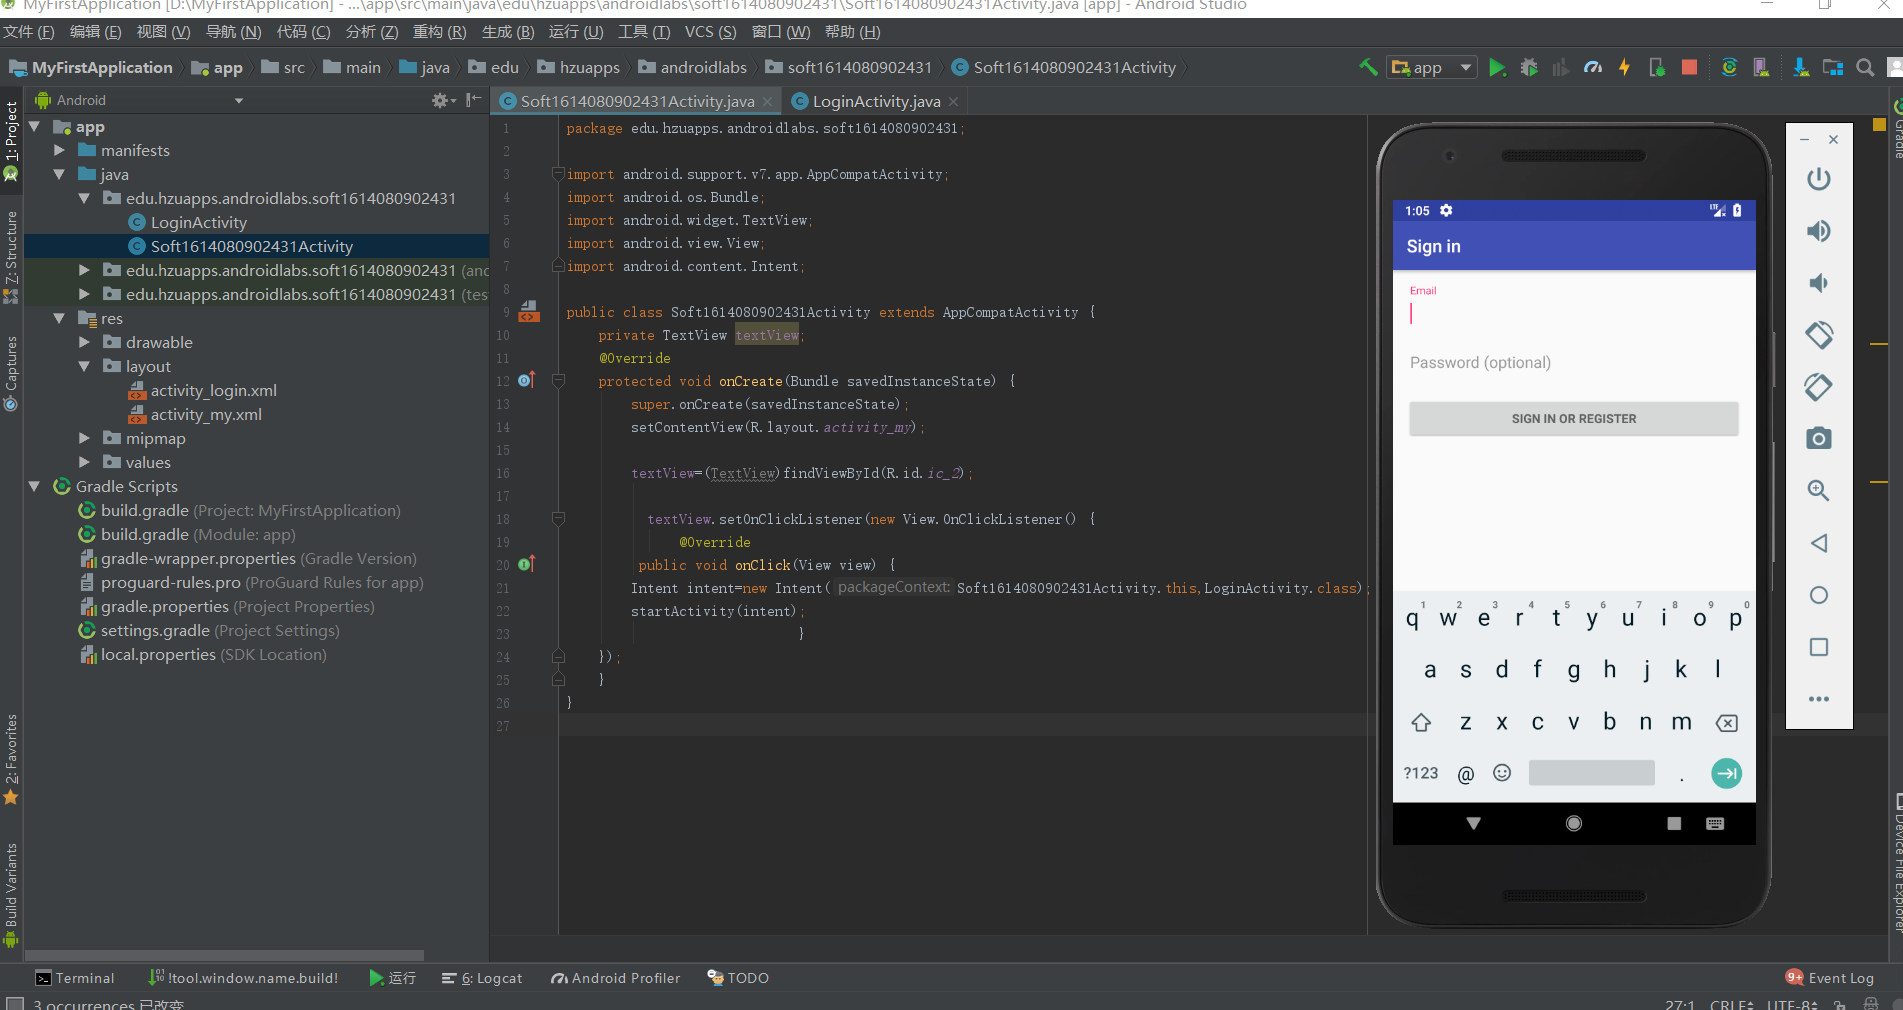 MyFirstApplication [D:\MyFirstApplication] - ...\app\src\main\java\edu\hzuapps\androidlabs\soft1614080902431\Soft1614080902431Activity.java [app] - Android Studio
文件 (F) 编辑 (E) 视图 (V) 导航 (N) 代码 (C) 分析 (Z) 重构 (R) 生成 (B) 运行 (U) 工具 (T) VCS (S) 窗口 (W) 帮助 (H)
MyFirstApplication app src main java edu hzuapps androidlabs soft1614080902431 Soft1614080902431Activity app
Android
Soft1614080902431Activity.java LoginActivity.java
1: Project
Z: Structure
Captures
2: Favorites
Build Variants
app
manifests
java
edu.hzuapps.androidlabs.soft1614080902431
LoginActivity
Soft1614080902431Activity
edu.hzuapps.androidlabs.soft1614080902431 (and
edu.hzuapps.androidlabs.soft1614080902431 (tes
res
drawable
layout
activity_login.xml
activity_my.xml
mipmap
values
Gradle Scripts
build.gradle (Project: MyFirstApplication)
build.gradle (Module: app)
gradle-wrapper.properties (Gradle Version)
proguard-rules.pro (ProGuard Rules for app)
gradle.properties (Project Properties)
settings.gradle (Project Settings)
local.properties (SDK Location)
1 package edu.hzuapps.androidlabs.soft1614080902431;
2
3 import android.support.v7.app.AppCompatActivity;
4 import android.os.Bundle;
5 import android.widget.TextView;
6 import android.view.View;
7 import android.content.Intent;
8
9 public class Soft1614080902431Activity extends AppCompatActivity {
10 private TextView textView;
11 @Override
12 protected void onCreate(Bundle savedInstanceState) {
13 super.onCreate(savedInstanceState);
14 setContentView(R.layout.activity_my);
15
16 textView=(TextView)findViewById(R.id.ic_2);
17
18 textView.setOnClickListener(new View.OnClickListener() {
19 @Override
20 public void onClick(View view) {
21 Intent intent=new Intent( packageContext: Soft1614080902431Activity.this,LoginActivity.class);
22 startActivity(intent);
23 }
24 });
25 }
26 }
27
1:05 LTE
Sign in
Email
Password (optional)
SIGN IN OR REGISTER
q1 w2 e3 r4 t5 y6 u7 i8 o9 p0
a s d f g h j k l
z x c v b n m
?123 @ .
Gradle
Device File Explorer
Terminal !tool.window.name.build! 运行 6: Logcat Android Profiler TODO 9+ Event Log
3 occurrences 已改变 27:1 CRLF UTF-8